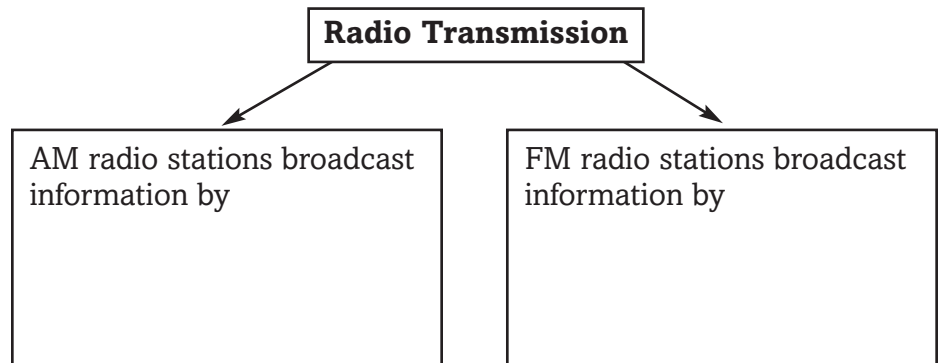 Radio Transmission
AM radio stations broadcast
information by
FM radio stations broadcast
information by